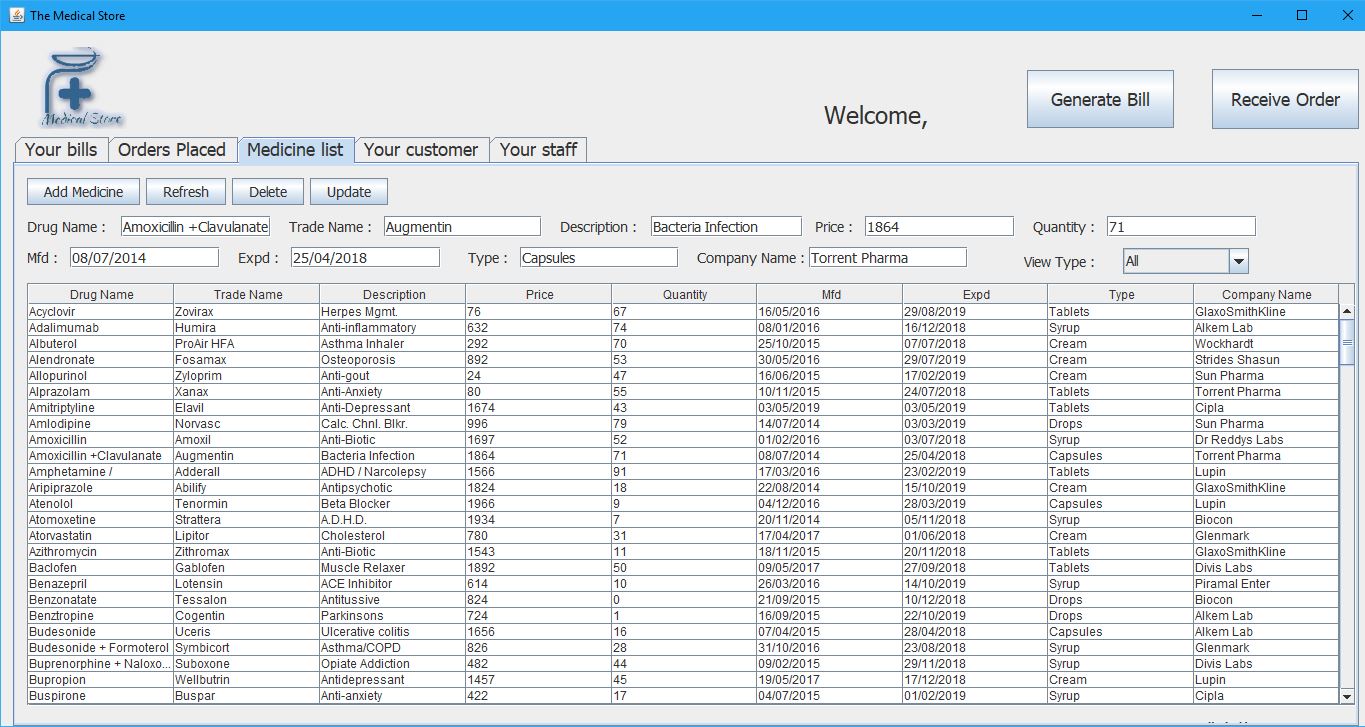 The Medical Store
Medical Store
Welcome,
Generate Bill
Receive Order
Your bills Orders Placed Medicine list Your customer Your staff
Add Medicine Refresh Delete Update
Drug Name : Amoxicillin +Clavulanate Trade Name : Augmentin Description : Bacteria Infection Price : 1864 Quantity : 71
Mfd : 08/07/2014 Expd : 25/04/2018 Type : Capsules Company Name : Torrent Pharma View Type : All
Drug Name Trade Name Description Price Quantity Mfd Expd Type Company Name
Acyclovir Zovirax Herpes Mgmt. 76 67 16/05/2016 29/08/2019 Tablets GlaxoSmithKline
Adalimumab Humira Anti-inflammatory 632 74 08/01/2016 16/12/2018 Syrup Alkem Lab
Albuterol ProAir HFA Asthma Inhaler 292 70 25/10/2015 07/07/2018 Cream Wockhardt
Alendronate Fosamax Osteoporosis 892 53 30/05/2016 29/07/2019 Cream Strides Shasun
Allopurinol Zyloprim Anti-gout 24 47 16/06/2015 17/02/2019 Cream Sun Pharma
Alprazolam Xanax Anti-Anxiety 80 55 10/11/2015 24/07/2018 Tablets Torrent Pharma
Amitriptyline Elavil Anti-Depressant 1674 43 03/05/2019 03/05/2019 Tablets Cipla
Amlodipine Norvasc Calc. Chnl. Blkr. 996 79 14/07/2014 03/03/2019 Drops Sun Pharma
Amoxicillin Amoxil Anti-Biotic 1697 52 01/02/2016 03/07/2018 Syrup Dr Reddys Labs
Amoxicillin +Clavulanate Augmentin Bacteria Infection 1864 71 08/07/2014 25/04/2018 Capsules Torrent Pharma
Amphetamine / Adderall ADHD / Narcolepsy 1566 91 17/03/2016 23/02/2019 Tablets Lupin
Aripiprazole Abilify Antipsychotic 1824 18 22/08/2014 15/10/2019 Cream GlaxoSmithKline
Atenolol Tenormin Beta Blocker 1966 9 04/12/2016 28/03/2019 Capsules Lupin
Atomoxetine Strattera A.D.H.D. 1934 7 20/11/2014 05/11/2018 Syrup Biocon
Atorvastatin Lipitor Cholesterol 780 31 17/04/2017 01/06/2018 Cream Glenmark
Azithromycin Zithromax Anti-Biotic 1543 11 18/11/2015 20/11/2018 Tablets GlaxoSmithKline
Baclofen Gablofen Muscle Relaxer 1892 50 09/05/2017 27/09/2018 Tablets Divis Labs
Benazepril Lotensin ACE Inhibitor 614 10 26/03/2016 14/10/2019 Syrup Piramal Enter
Benzonatate Tessalon Antitussive 824 0 21/09/2015 10/12/2018 Drops Biocon
Benztropine Cogentin Parkinsons 724 1 16/09/2015 22/10/2019 Drops Alkem Lab
Budesonide Uceris Ulcerative colitis 1656 16 07/04/2015 28/04/2018 Capsules Alkem Lab
Budesonide + Formoterol Symbicort Asthma/COPD 826 28 31/10/2016 23/08/2018 Syrup Glenmark
Buprenorphine + Naloxo... Suboxone Opiate Addiction 482 44 09/02/2015 29/11/2018 Syrup Divis Labs
Bupropion Wellbutrin Antidepressant 1457 45 19/05/2017 17/12/2018 Cream Lupin
Buspirone Buspar Anti-anxiety 422 17 04/07/2015 01/02/2019 Syrup Cipla